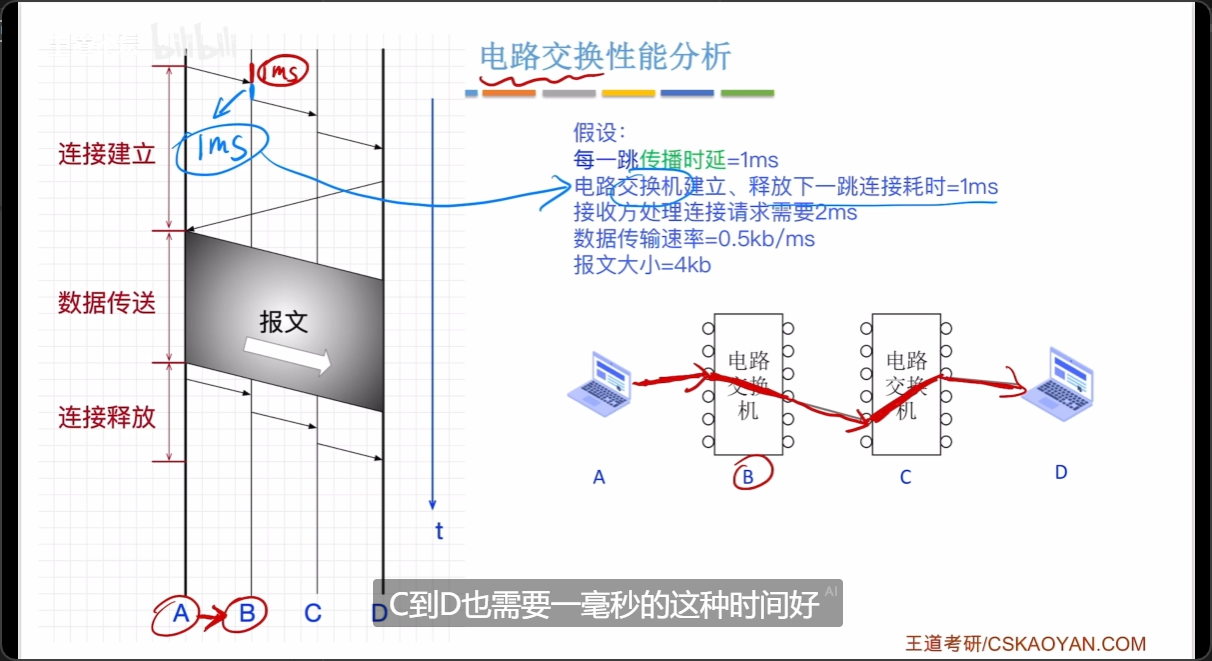 bilibili
电路交换性能分析
1ms
1ms
连接建立
数据传送
连接释放
报文
假设：
每一跳传播时延=1ms
电路交换机建立、释放下一跳连接耗时=1ms
接收方处理连接请求需要2ms
数据传输速率=0.5kb/ms
报文大小=4kb
电路
交换
机
电路
交换
机
A
B
C
D
t
A
B
C
D
C到D也需要一毫秒的这种时间好
AI
王道考研/CSKAOYAN.COM